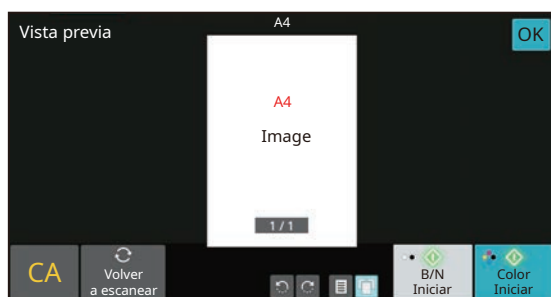 Vista previa
A4
OK
A4
Image
1 / 1
CA
Volver
a escanear
B/N
Iniciar
Color
Iniciar